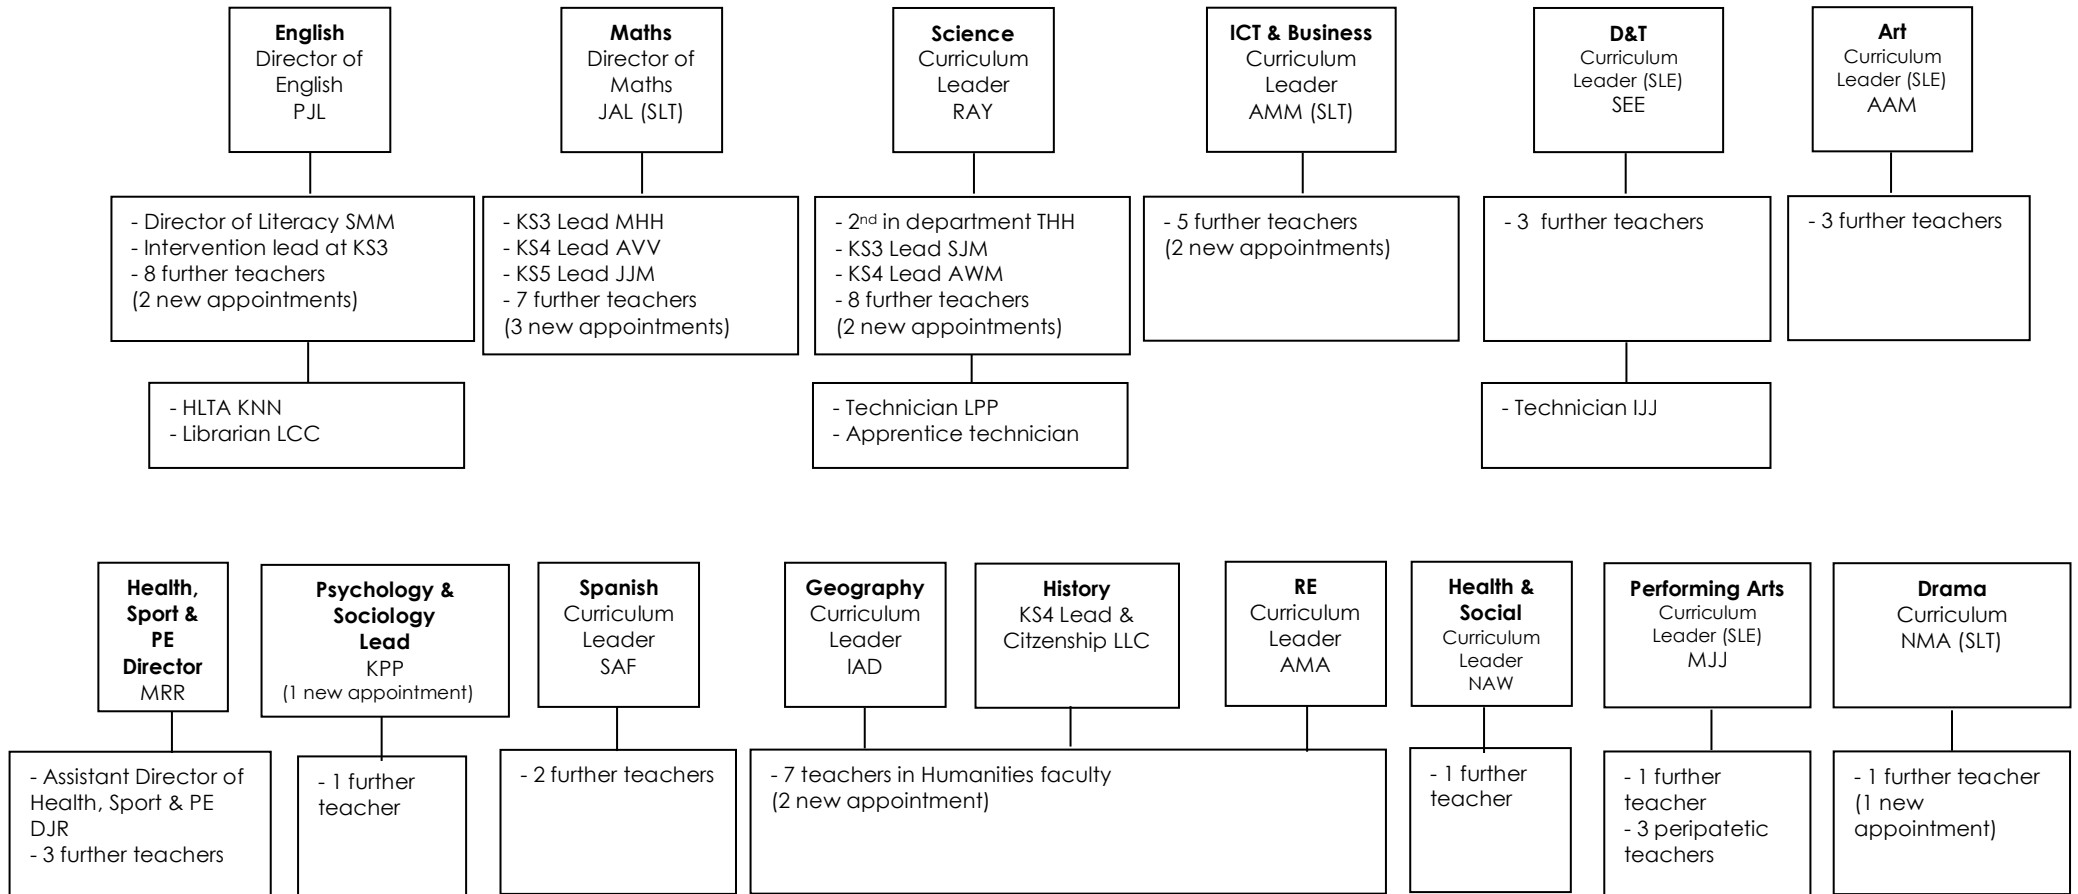 English
Director of
English
PJL
Maths
Director of
Maths
JAL (SLT)
Science
Curriculum
Leader
RAY
ICT & Business
Curriculum
Leader
AMM (SLT)
D&T
Curriculum
Leader (SLE)
SEE
Art
Curriculum
Leader (SLE)
AAM
- Director of Literacy SMM
- Intervention lead at KS3
- 8 further teachers
(2 new appointments)
- KS3 Lead MHH
- KS4 Lead AVV
- KS5 Lead JJM
- 7 further teachers
(3 new appointments)
- 2nd in department THH
- KS3 Lead SJM
- KS4 Lead AWM
- 8 further teachers
(2 new appointments)
- 5 further teachers
(2 new appointments)
- 3 further teachers
- 3 further teachers
- HLTA KNN
- Librarian LCC
- Technician LPP
- Apprentice technician
- Technician IJJ
Health,
Sport &
PE
Director
MRR
Psychology &
Sociology
Lead
KPP
(1 new appointment)
Spanish
Curriculum
Leader
SAF
Geography
Curriculum
Leader
IAD
History
KS4 Lead &
Citzenship LLC
RE
Curriculum
Leader
AMA
Health &
Social
Curriculum
Leader
NAW
Performing Arts
Curriculum
Leader (SLE)
MJJ
Drama
Curriculum
NMA (SLT)
- Assistant Director of
Health, Sport & PE
DJR
- 3 further teachers
- 1 further
teacher
- 2 further teachers
- 7 teachers in Humanities faculty
(2 new appointment)
- 1 further
teacher
- 1 further
teacher
- 3 peripatetic
teachers
- 1 further teacher
(1 new
appointment)